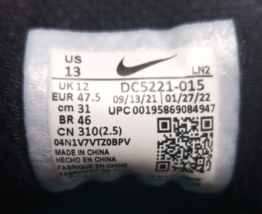 US
13
LN2
UK 12
DC5221-015
EUR 47.5
09/13/21 | 01/27/22
cm 31
UPC 00195869084947
BR 46
CN 310(2.5)
04N1V7VTZ0BPV
MADE IN CHINA
HECHO EN CHINA
FABRIQUÉ EN CHINE